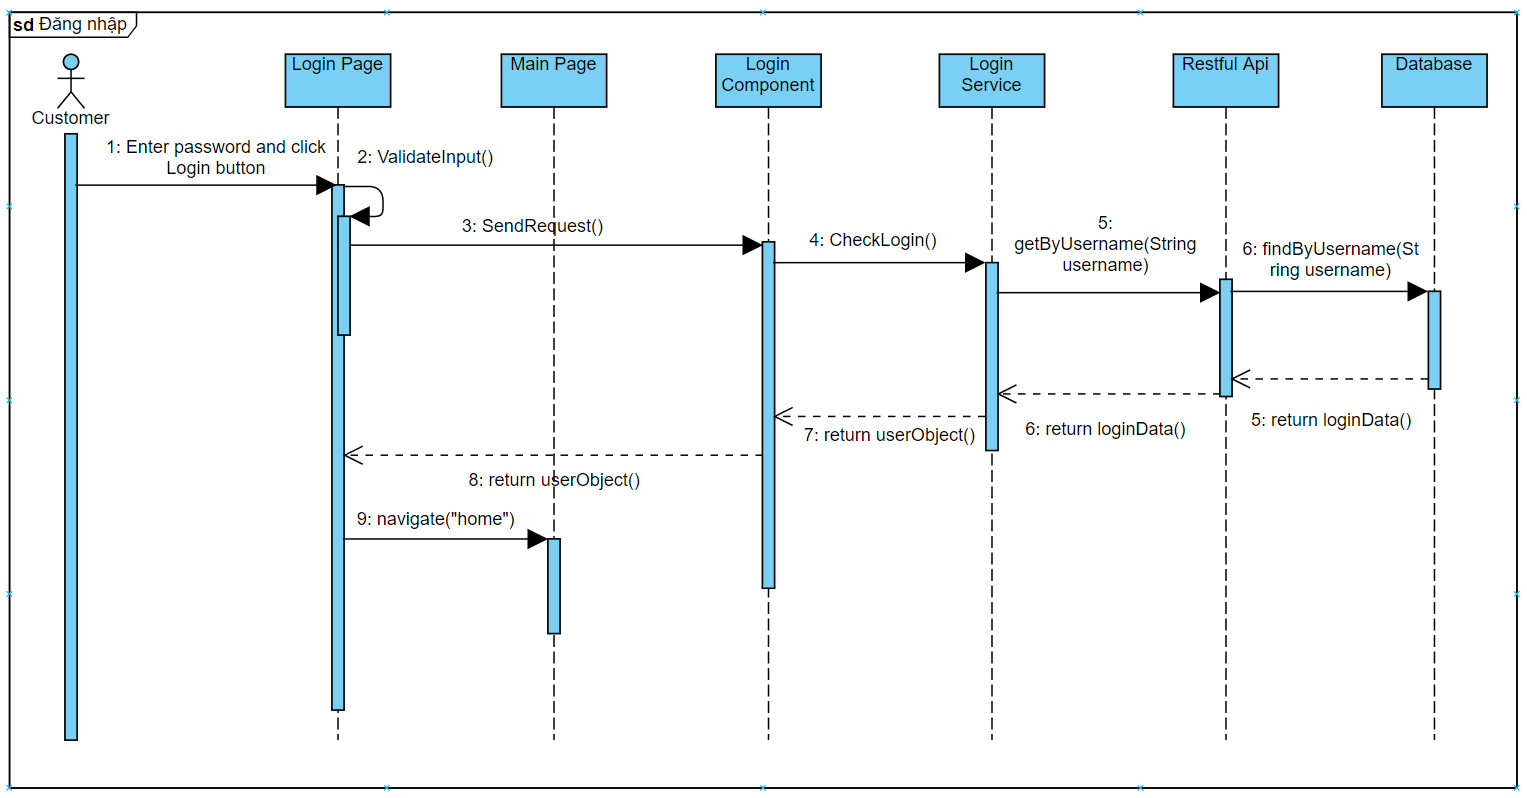 sd Đăng nhập
Customer
Login Page
Main Page
Login
Component
Login
Service
Restful Api
Database
1: Enter password and click
Login button
2: ValidateInput()
3: SendRequest()
4: CheckLogin()
5:
getByUsername(String
username)
6: findByUsername(St
ring username)
5: return loginData()
6: return loginData()
7: return userObject()
8: return userObject()
9: navigate("home")